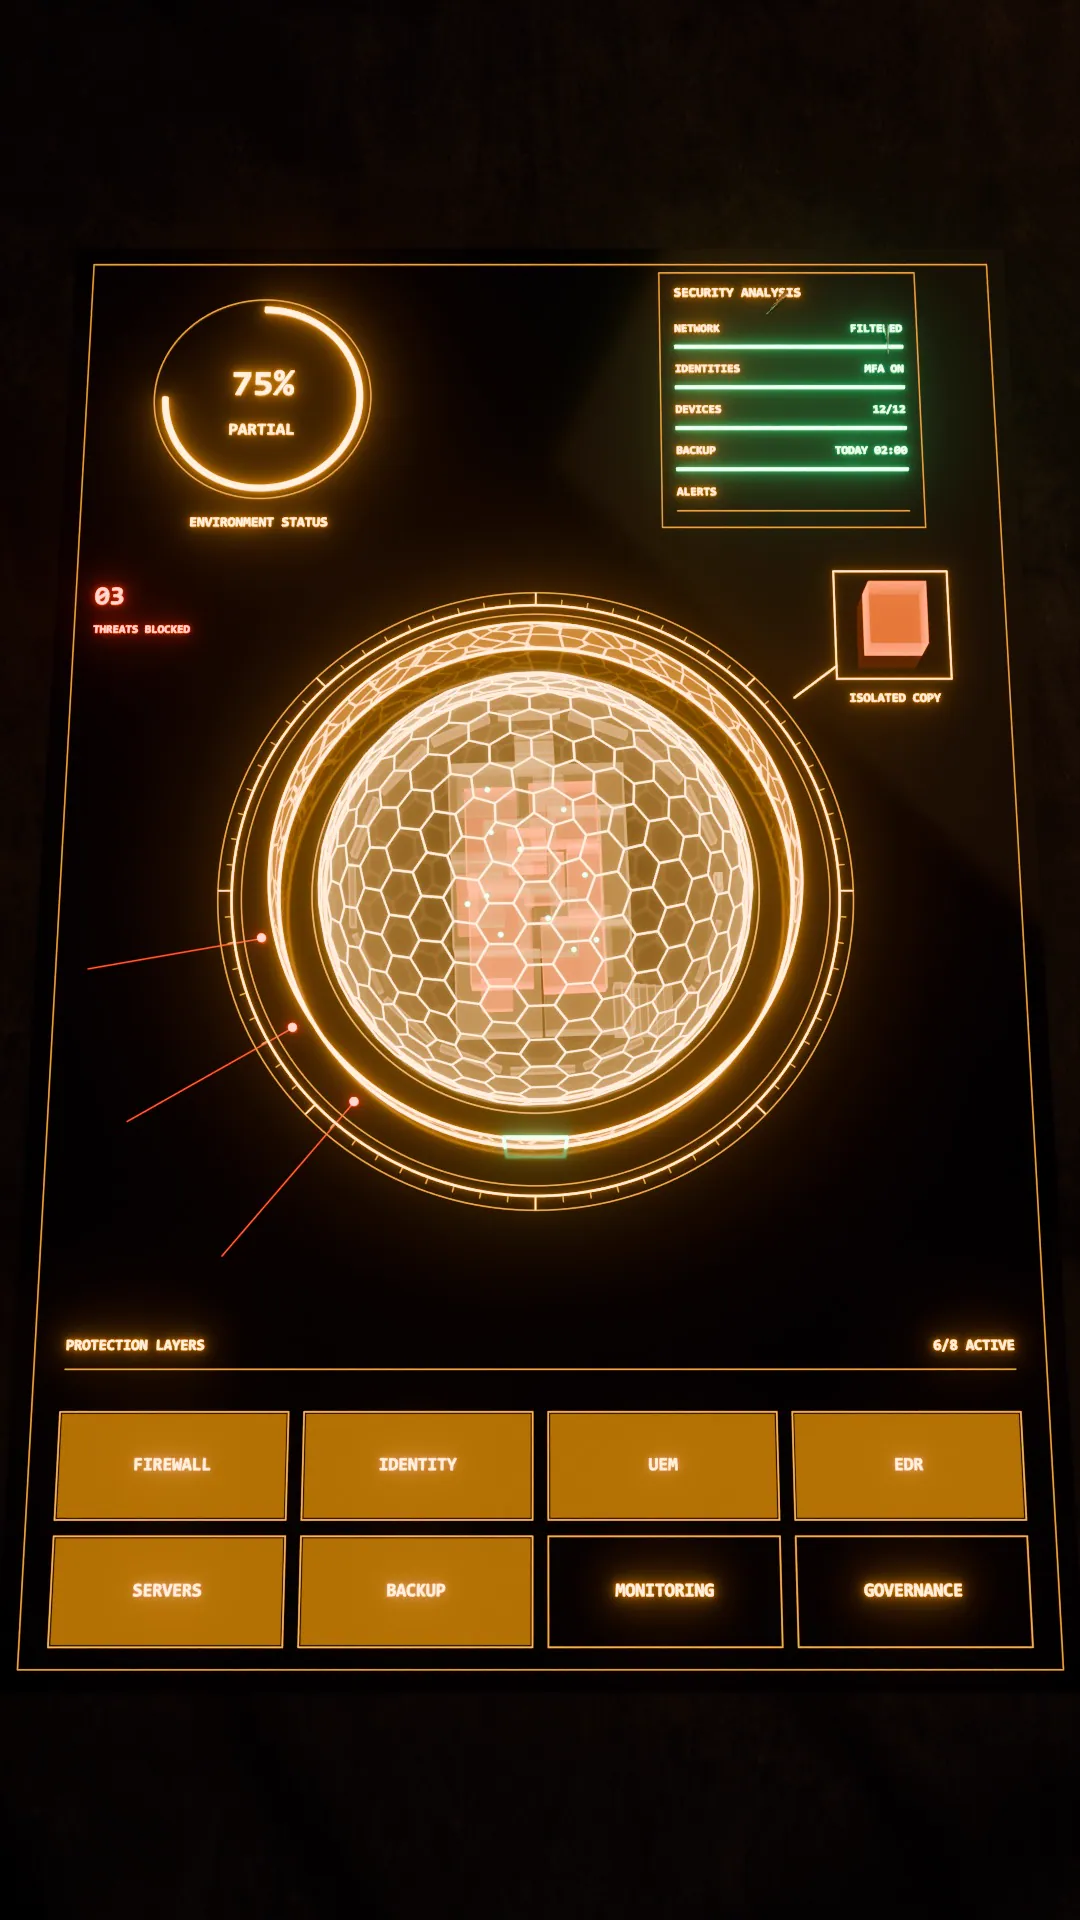 75%
PARTIAL
ENVIRONMENT STATUS
SECURITY ANALYSIS
NETWORK FILTERED
IDENTITIES MFA ON
DEVICES 12/12
BACKUP TODAY 02:00
ALERTS
03
THREATS BLOCKED
ISOLATED COPY
PROTECTION LAYERS 6/8 ACTIVE
FIREWALL IDENTITY UEM EDR
SERVERS BACKUP MONITORING GOVERNANCE